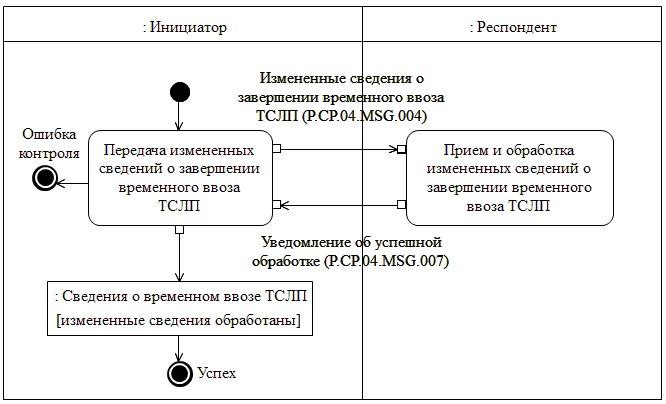 : Инициатор
: Респондент
Измененные сведения о
завершении временного ввоза
ТСЛП (P.CP.04.MSG.004)
Ошибка
контроля
Передача измененных
сведений о завершении
временного ввоза
ТСЛП
Прием и обработка
измененных сведений о
завершении временного
ввоза ТСЛП
Уведомление об успешной
обработке (P.CP.04.MSG.007)
: Сведения о временном ввозе ТСЛП
[измененные сведения обработаны]
Успех